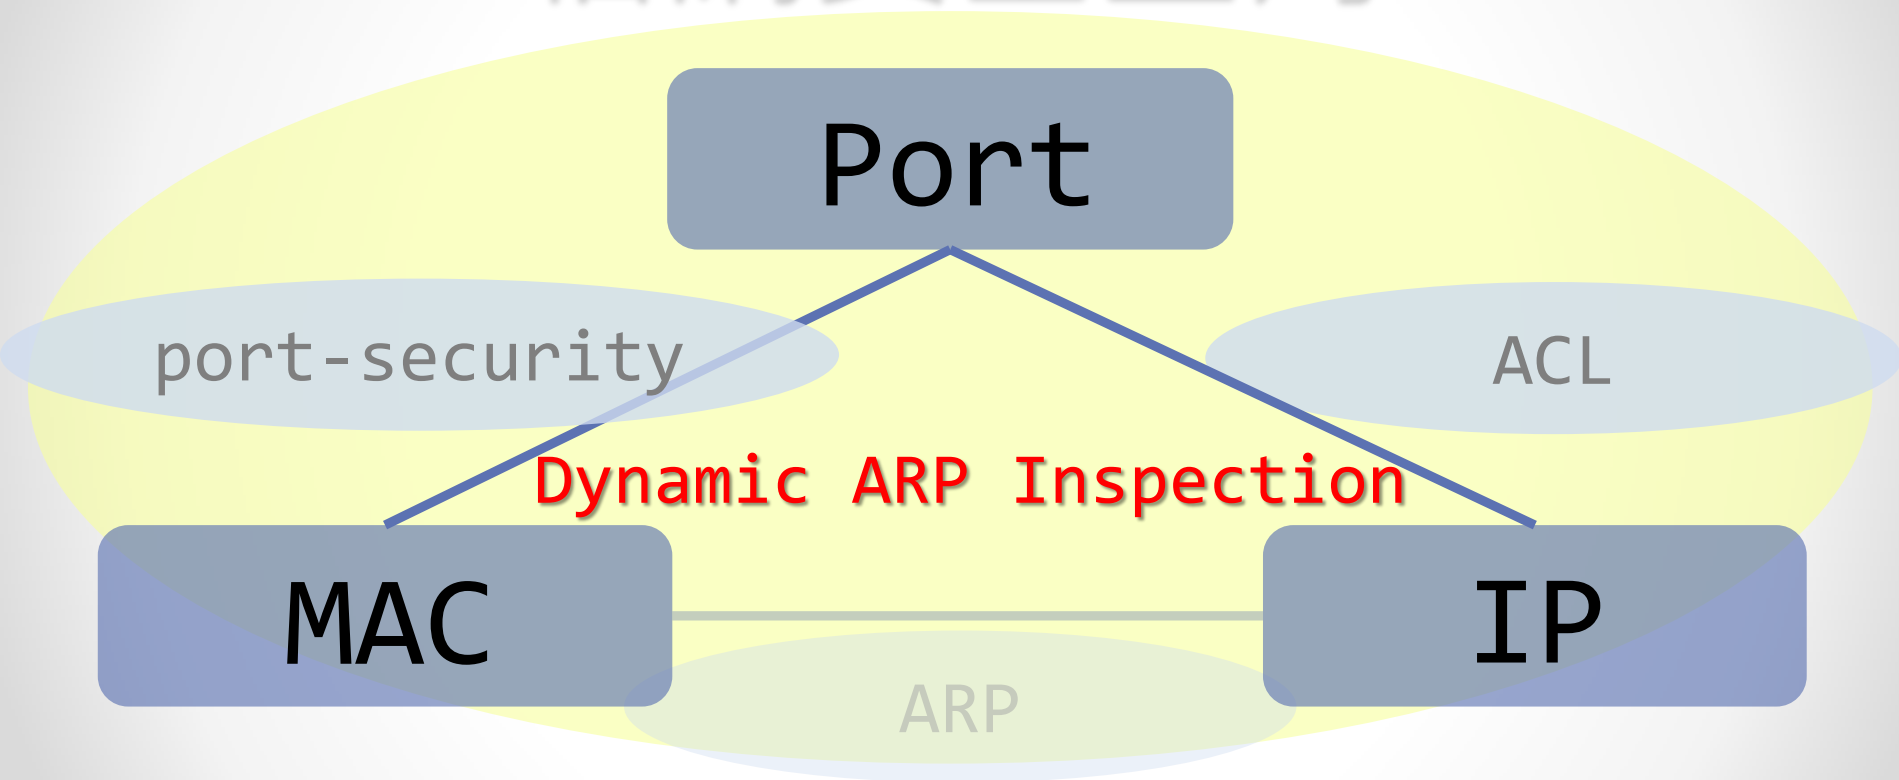 Port
port-security
ACL
Dynamic ARP Inspection
MAC
IP
ARP